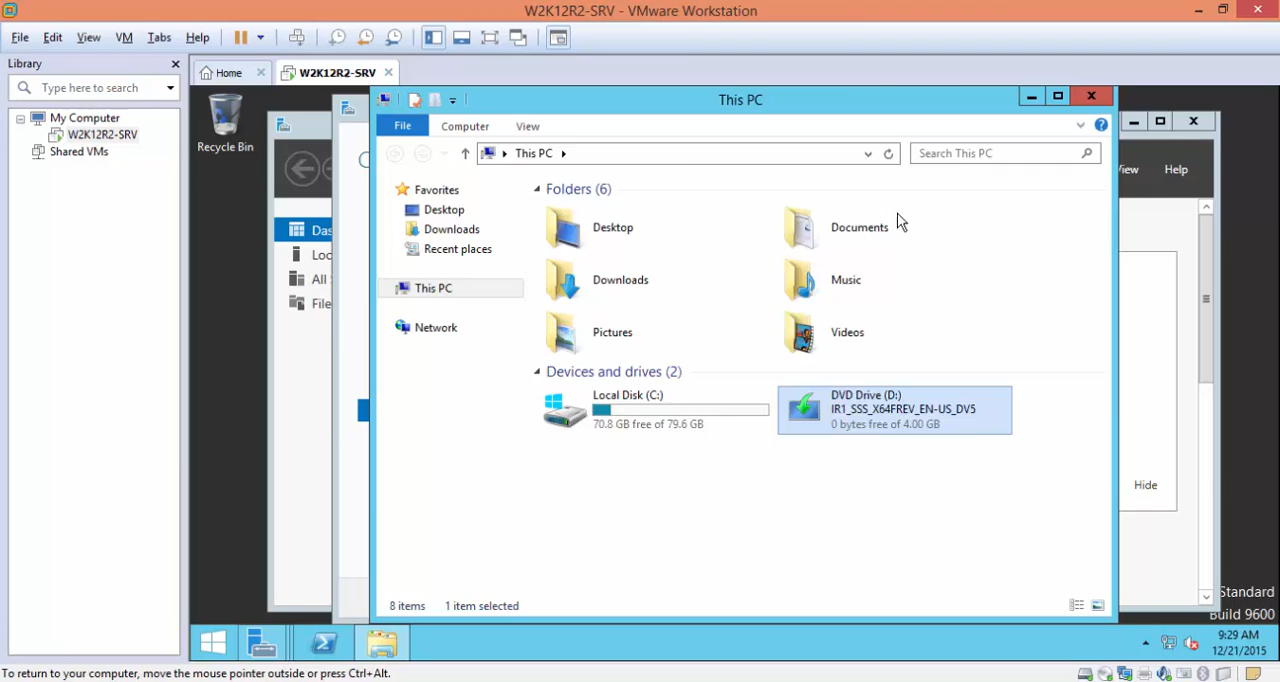 W2K12R2-SRV - VMware Workstation
File Edit View VM Tabs Help
Library
Type here to search
My Computer
W2K12R2-SRV
Shared VMs
Home
W2K12R2-SRV
Recycle Bin
This PC
File Computer View
This PC
Search This PC
Favorites
Desktop
Downloads
Recent places
This PC
Network
Folders (6)
Desktop
Documents
Downloads
Music
Pictures
Videos
Devices and drives (2)
Local Disk (C:)
70.8 GB free of 79.6 GB
DVD Drive (D:)
IR1_SSS_X64FREV_EN-US_DV5
0 bytes free of 4.00 GB
8 items 1 item selected
Das
Loc
All
File
View Help
Hide
Standard
Build 9600
9:29 AM
12/21/2015
To return to your computer, move the mouse pointer outside or press Ctrl+Alt.